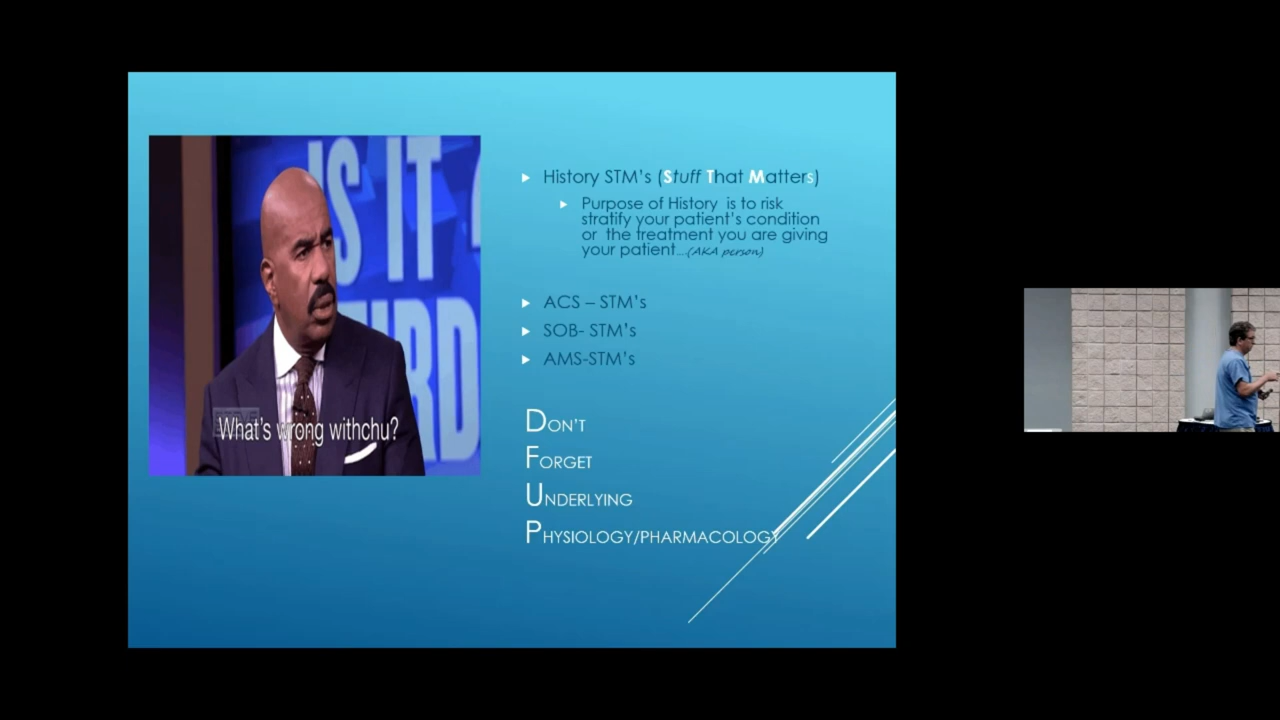 IS IT
What's wrong withchu?
History STM's (Stuff That Matters)
Purpose of History is to risk
stratify your patient's condition
or the treatment you are giving
your patient...(AKA person)
ACS – STM's
SOB- STM's
AMS-STM's
DON'T
FORGET
UNDERLYING
PHYSIOLOGY/PHARMACOLOGY